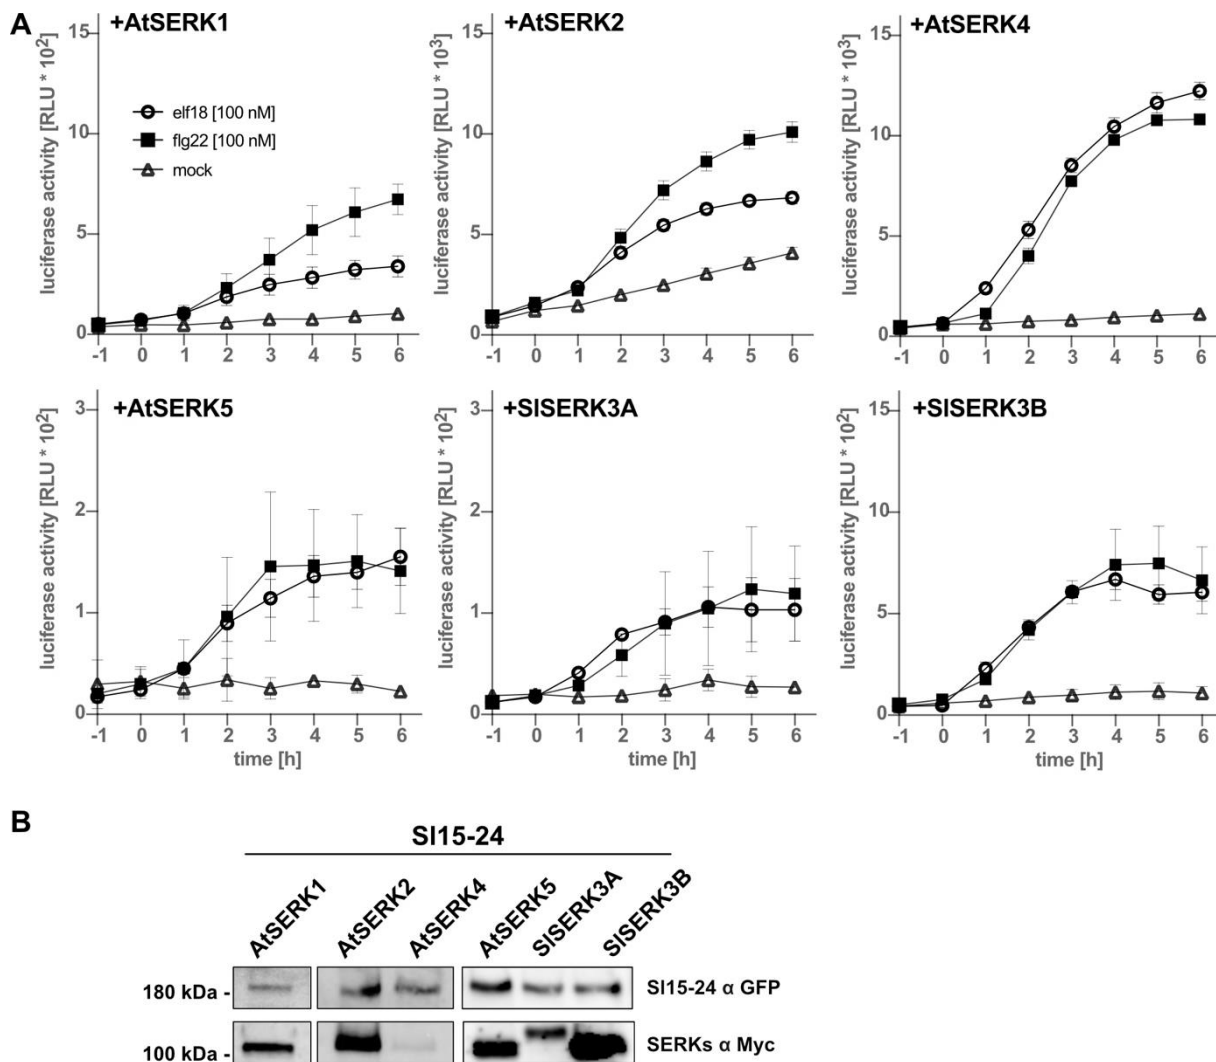 A
+AtSERK1
+AtSERK2
+AtSERK4
luciferase activity [RLU * 10²]
15
10
5
0
elf18 [100 nM]
flg22 [100 nM]
mock
-1 0 1 2 3 4 5 6
luciferase activity [RLU * 10³]
15
10
5
0
-1 0 1 2 3 4 5 6
luciferase activity [RLU * 10³]
15
10
5
0
-1 0 1 2 3 4 5 6
+AtSERK5
+SlSERK3A
+SlSERK3B
luciferase activity [RLU * 10²]
3
2
1
0
-1 0 1 2 3 4 5 6
time [h]
luciferase activity [RLU * 10²]
3
2
1
0
-1 0 1 2 3 4 5 6
time [h]
luciferase activity [RLU * 10²]
15
10
5
0
-1 0 1 2 3 4 5 6
time [h]
B
Sl15-24
AtSERK1
AtSERK2
AtSERK4
AtSERK5
SlSERK3A
SlSERK3B
180 kDa -
Sl15-24 α GFP
100 kDa -
SERKs α Myc